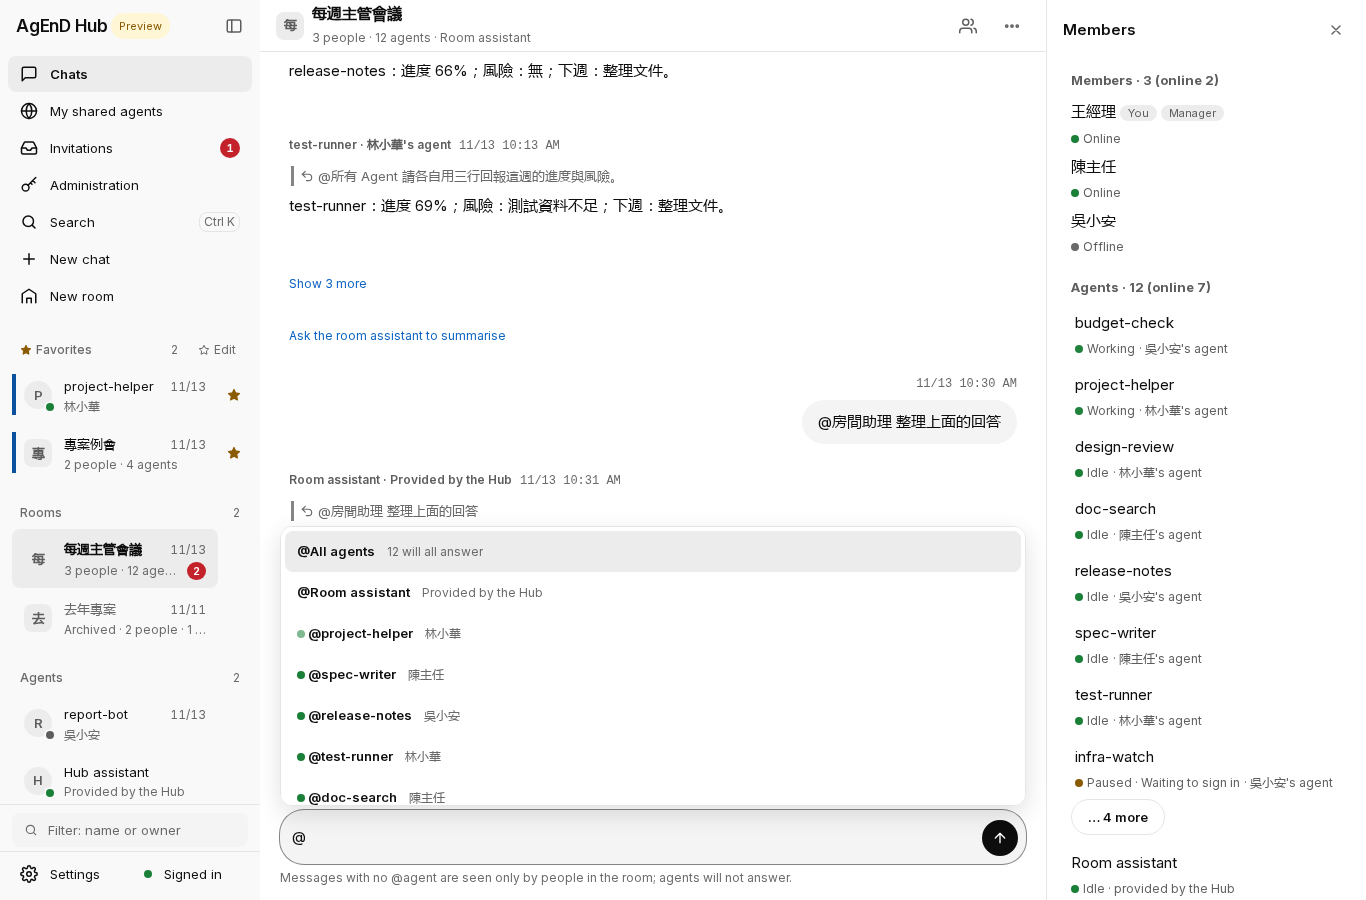 AgEnD Hub Preview
Chats
My shared agents
Invitations 1
Administration
Search Ctrl K
New chat
New room
Favorites 2 Edit
P project-helper 11/13
林小華
專 專案例會 11/13
2 people · 4 agents
Rooms 2
每 每週主管會議 11/13
3 people · 12 age… 2
去 去年專案 11/11
Archived · 2 people · 1 …
Agents 2
R report-bot 11/13
吳小安
H Hub assistant
Provided by the Hub
Filter: name or owner
Settings Signed in
每 每週主管會議
3 people · 12 agents · Room assistant
release-notes：進度 66%；風險：無；下週：整理文件。
test-runner · 林小華's agent 11/13 10:13 AM
@所有 Agent 請各自用三行回報這週的進度與風險。
test-runner：進度 69%；風險：測試資料不足；下週：整理文件。
Show 3 more
Ask the room assistant to summarise
11/13 10:30 AM
@房間助理 整理上面的回答
Room assistant · Provided by the Hub 11/13 10:31 AM
@房間助理 整理上面的回答
@All agents 12 will all answer
@Room assistant Provided by the Hub
@project-helper 林小華
@spec-writer 陳主任
@release-notes 吳小安
@test-runner 林小華
@doc-search 陳主任
@
Messages with no @agent are seen only by people in the room; agents will not answer.
Members
Members · 3 (online 2)
王經理 You Manager
Online
陳主任
Online
吳小安
Offline
Agents · 12 (online 7)
budget-check
Working · 吳小安's agent
project-helper
Working · 林小華's agent
design-review
Idle · 林小華's agent
doc-search
Idle · 陳主任's agent
release-notes
Idle · 吳小安's agent
spec-writer
Idle · 陳主任's agent
test-runner
Idle · 林小華's agent
infra-watch
Paused · Waiting to sign in · 吳小安's agent
… 4 more
Room assistant
Idle · provided by the Hub